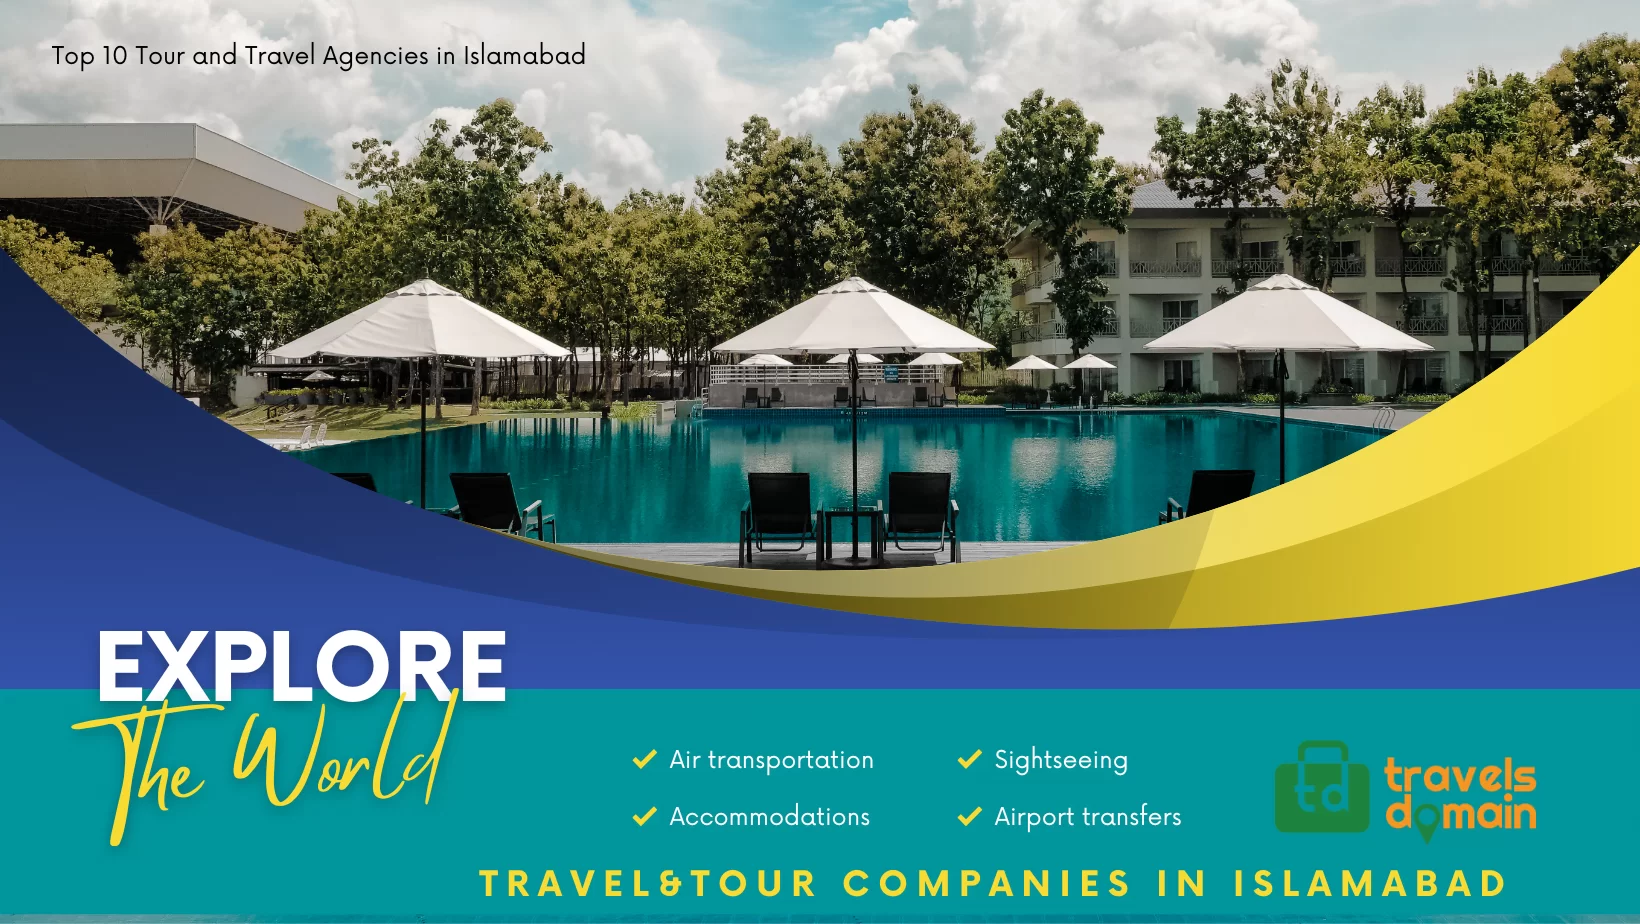 Top 10 Tour and Travel Agencies in Islamabad
EXPLORE
The World
Air transportation
Sightseeing
Accommodations
Airport transfers
td
travels
domain
TRAVEL&TOUR COMPANIES IN ISLAMABAD